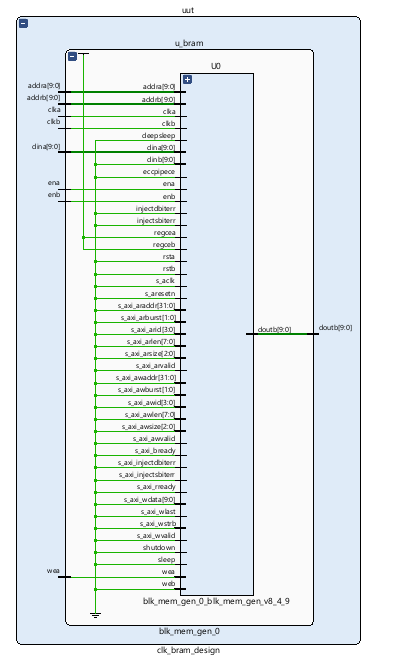 uut
u_bram
U0
addra[9:0]
addra[9:0]
addrb[9:0]
addrb[9:0]
clka
clka
clkb
clkb
deepsleep
dina[9:0]
dina[9:0]
dinb[9:0]
eccpipece
ena
ena
enb
enb
injectdbiterr
injectsbiterr
regcea
regceb
rsta
rstb
s_aclk
s_aresetn
s_axi_araddr[31:0]
s_axi_arburst[1:0]
s_axi_arid[3:0]
doutb[9:0]
doutb[9:0]
s_axi_arlen[7:0]
s_axi_arsize[2:0]
s_axi_arvalid
s_axi_awaddr[31:0]
s_axi_awburst[1:0]
s_axi_awid[3:0]
s_axi_awlen[7:0]
s_axi_awsize[2:0]
s_axi_awvalid
s_axi_bready
s_axi_injectdbiterr
s_axi_injectsbiterr
s_axi_rready
s_axi_wdata[9:0]
s_axi_wlast
s_axi_wstrb
s_axi_wvalid
shutdown
sleep
wea
wea
web
blk_mem_gen_0_blk_mem_gen_v8_4_9
blk_mem_gen_0
clk_bram_design